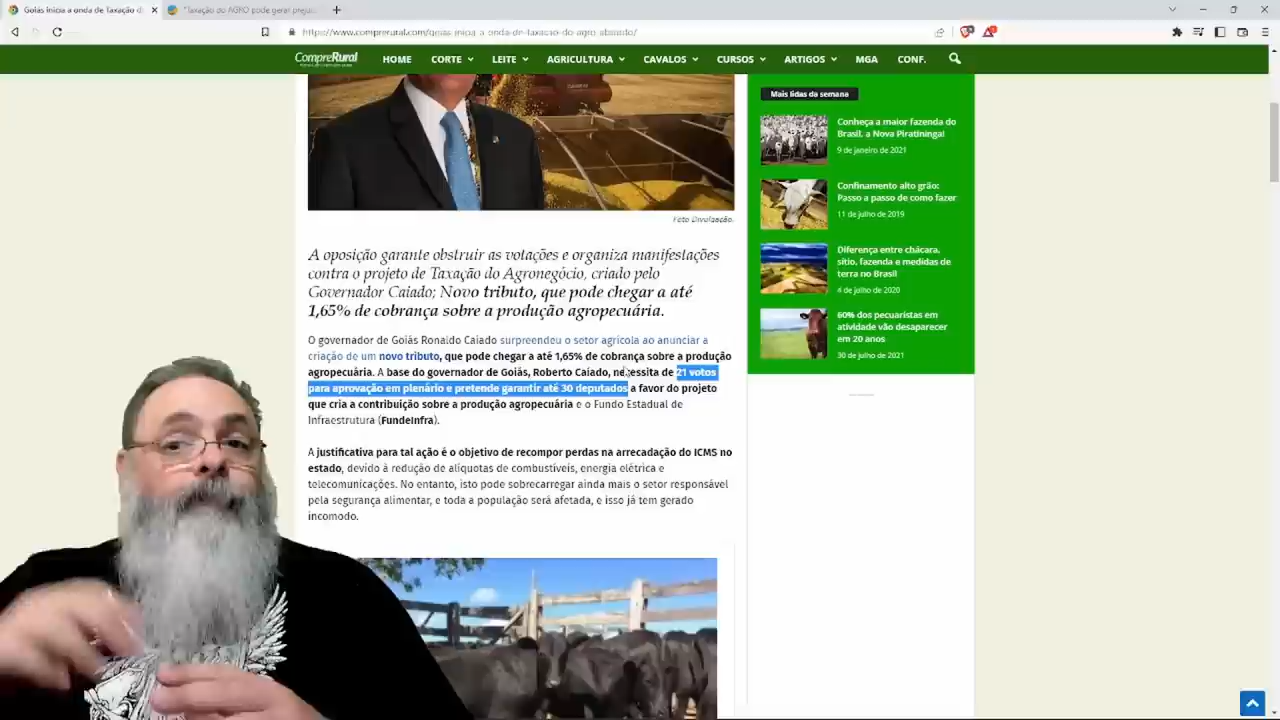 Goiás inicia a onda de Taxação d
"Taxação do AGRO pode gerar preju
https://www.comprerural.com/goias-inicia-a-onda-de-taxacao-do-agro-absurdo/
CompreRural
HOME
CORTE
LEITE
AGRICULTURA
CAVALOS
CURSOS
ARTIGOS
MGA
CONF.
Foto Divulgação.
A oposição garante obstruir as votações e organiza manifestações
contra o projeto de Taxação do Agronegócio, criado pelo
Governador Caiado; Novo tributo, que pode chegar a até
1,65% de cobrança sobre a produção agropecuária.
O governador de Goiás Ronaldo Caiado surpreendeu o setor agrícola ao anunciar a
criação de um novo tributo, que pode chegar a até 1,65% de cobrança sobre a produção
agropecuária. A base do governador de Goiás, Roberto Caiado, necessita de 21 votos
para aprovação em plenário e pretende garantir até 30 deputados a favor do projeto
que cria a contribuição sobre a produção agropecuária e o Fundo Estadual de
Infraestrutura (FundeInfra).
A justificativa para tal ação é o objetivo de recompor perdas na arrecadação do ICMS no
estado, devido à redução de alíquotas de combustíveis, energia elétrica e
telecomunicações. No entanto, isto pode sobrecarregar ainda mais o setor responsável
pela segurança alimentar, e toda a população será afetada, e isso já tem gerado
incomodo.
Mais lidas da semana
Conheça a maior fazenda do
Brasil, a Nova Piratininga!
9 de janeiro de 2021
Confinamento alto grão:
Passo a passo de como fazer
11 de julho de 2019
Diferença entre chácara,
sítio, fazenda e medidas de
terra no Brasil
4 de julho de 2020
60% dos pecuaristas em
atividade vão desaparecer
em 20 anos
30 de julho de 2021